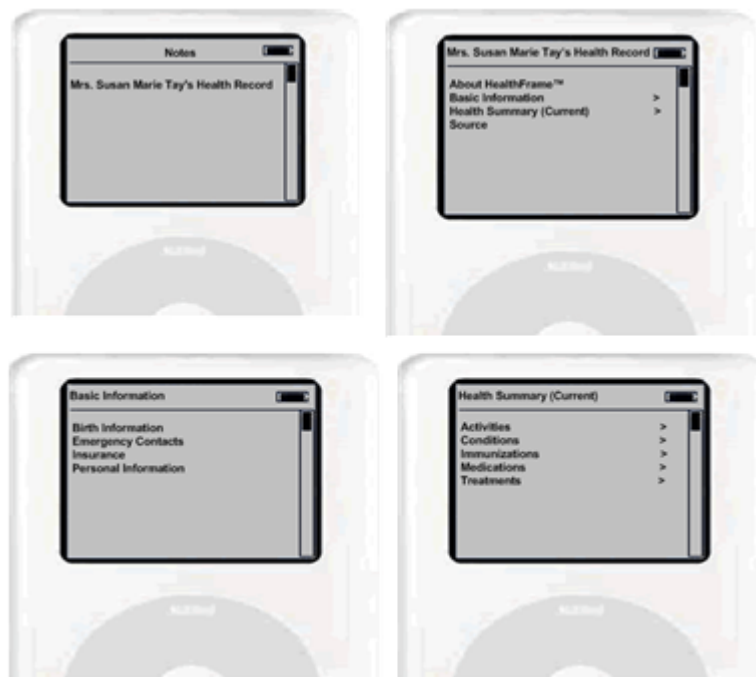 Notes
Mrs. Susan Marie Tay's Health Record
Mrs. Susan Marie Tay's Health Record
About HealthFrame™
Basic Information >
Health Summary (Current) >
Source
Basic Information
Birth Information
Emergency Contacts
Insurance
Personal Information
Health Summary (Current)
Activities >
Conditions >
Immunizations >
Medications >
Treatments >